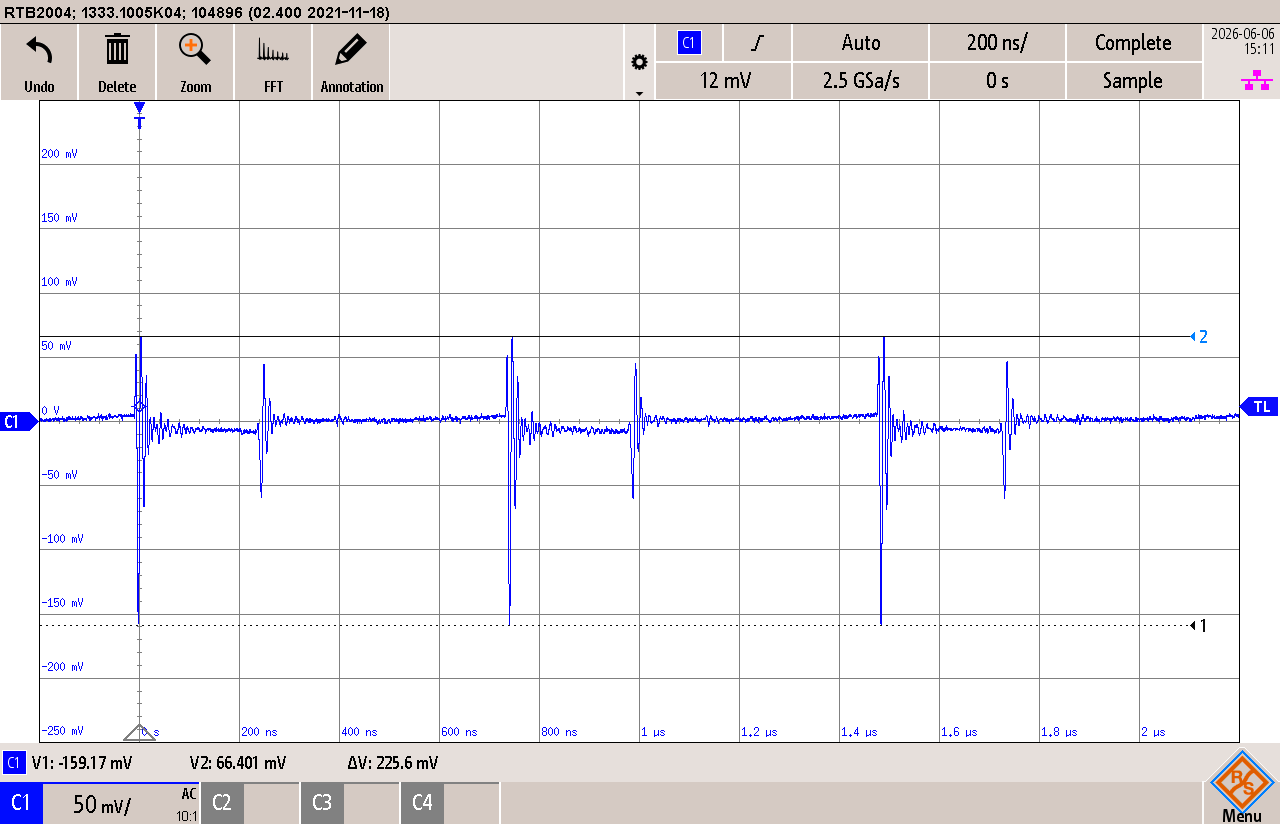 RTB2004; 1333.1005K04; 104896 (02.400 2021-11-18)
Undo
Delete
Zoom
FFT
Annotation
C1
Auto
200 ns/
Complete
2026-06-06
15:11
12 mV
2.5 GSa/s
0 s
Sample
T
200 mV
150 mV
100 mV
50 mV
2
0 V
C1
TL
-50 mV
-100 mV
-150 mV
1
-200 mV
-250 mV
0 s
200 ns
400 ns
600 ns
800 ns
1 µs
1.2 µs
1.4 µs
1.6 µs
1.8 µs
2 µs
C1 V1: -159.17 mV V2: 66.401 mV ΔV: 225.6 mV
C1
50 mV/
AC
10:1
C2
C3
C4
R S
Menu